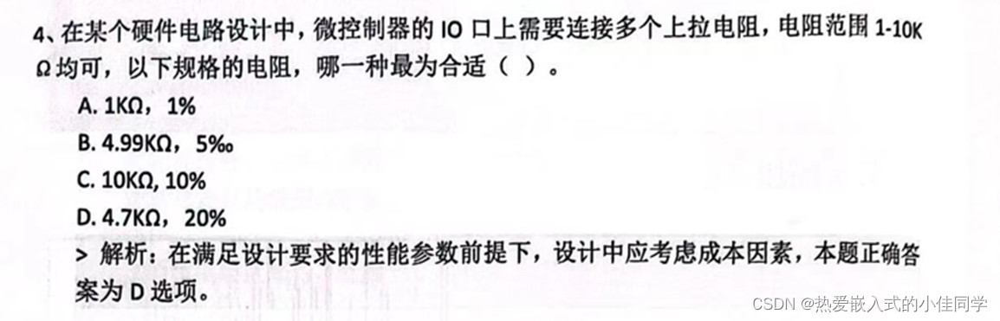 4、在某个硬件电路设计中，微控制器的 IO 口上需要连接多个上拉电阻，电阻范围 1-10K
Ω均可，以下规格的电阻，哪一种最为合适（ ）。
A. 1KΩ，1%
B. 4.99KΩ，5‰
C. 10KΩ, 10%
D. 4.7KΩ，20%
> 解析：在满足设计要求的性能参数前提下，设计中应考虑成本因素，本题正确答
案为 D 选项。
CSDN @热爱嵌入式的小佳同学